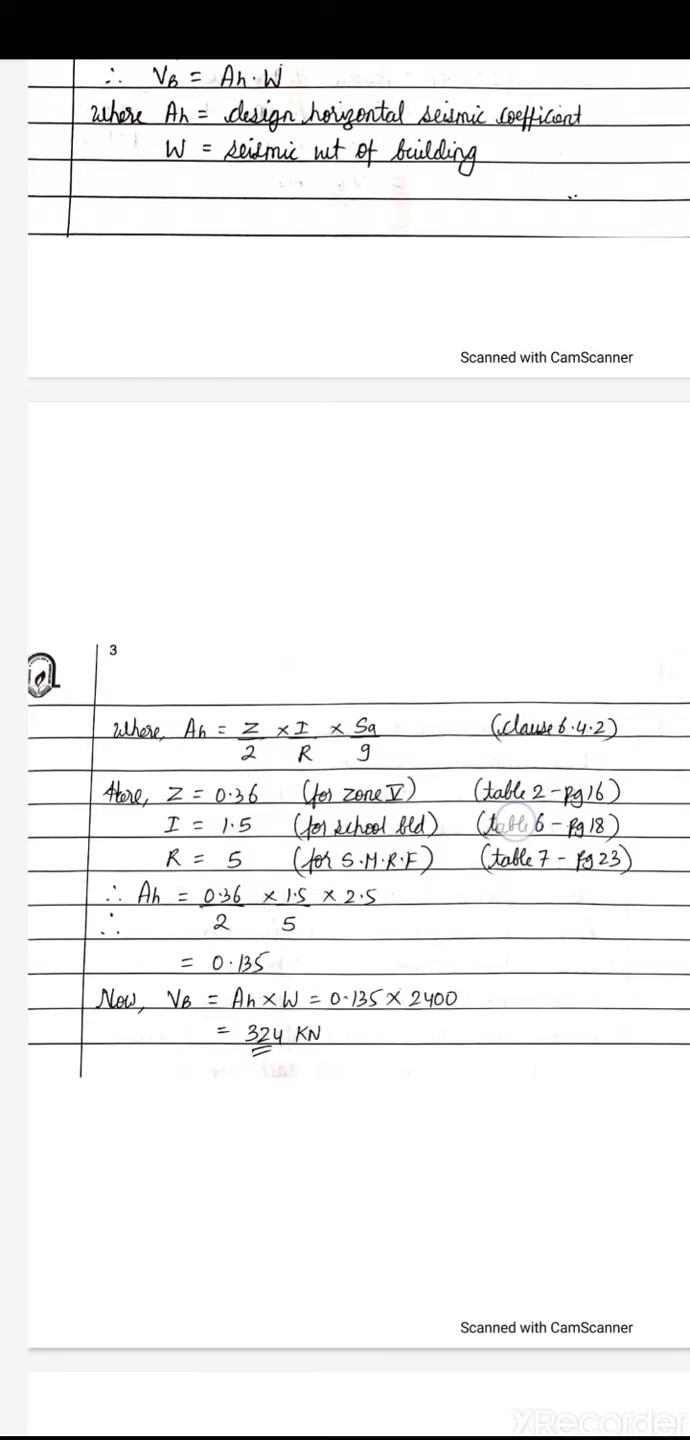 ∴ VB = Ah · W
where Ah = design horizontal seismic coefficient
W = seismic wt of building
Scanned with CamScanner
3
where, Ah = Z/2 × I/R × Sa/g (clause 6.4.2)
Here, Z = 0.36 (for zone V) (table 2 - pg 16)
I = 1.5 (for school bld) (table 6 - pg 18)
R = 5 (for S.M.R.F) (table 7 - pg 23)
∴ Ah = 0.36/2 × 1.5/5 × 2.5
∴
= 0.135
Now, VB = Ah × W = 0.135 × 2400
= 324 KN
Scanned with CamScanner
XRecorder